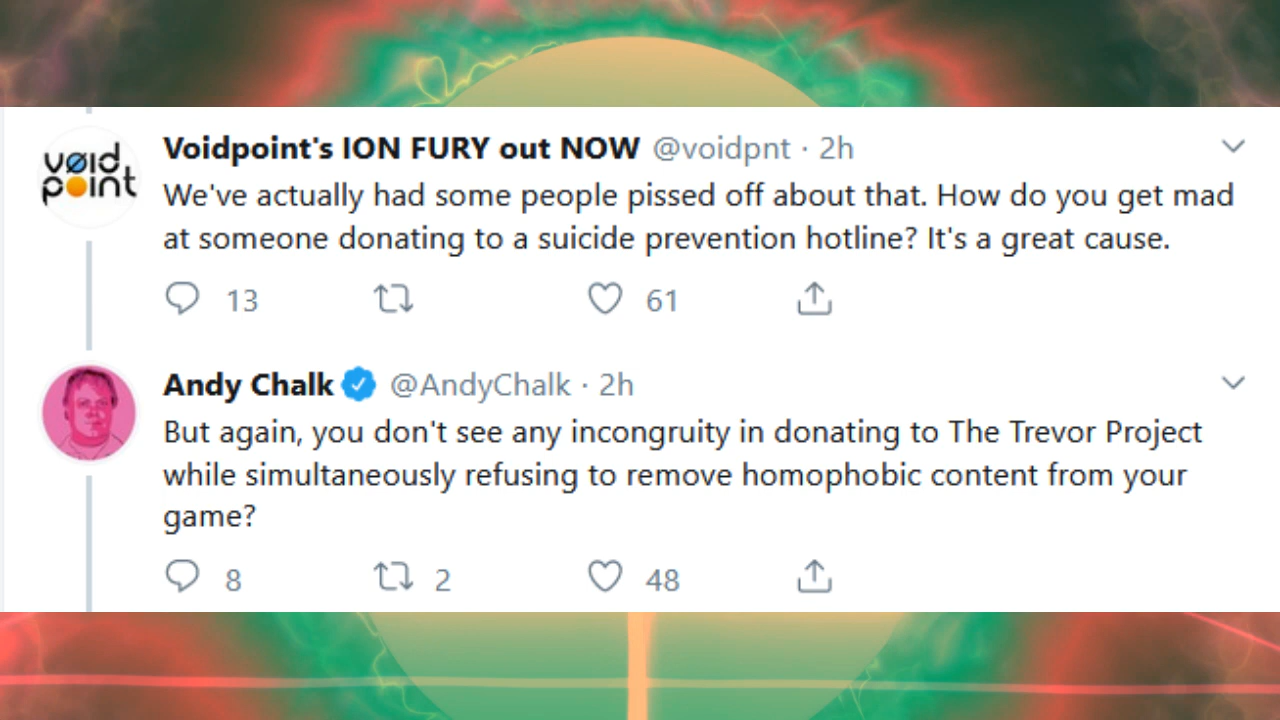 vøid
point
Voidpoint's ION FURY out NOW @voidpnt · 2h
We've actually had some people pissed off about that. How do you get mad
at someone donating to a suicide prevention hotline? It's a great cause.
13 61
Andy Chalk @AndyChalk · 2h
But again, you don't see any incongruity in donating to The Trevor Project
while simultaneously refusing to remove homophobic content from your
game?
8 2 48